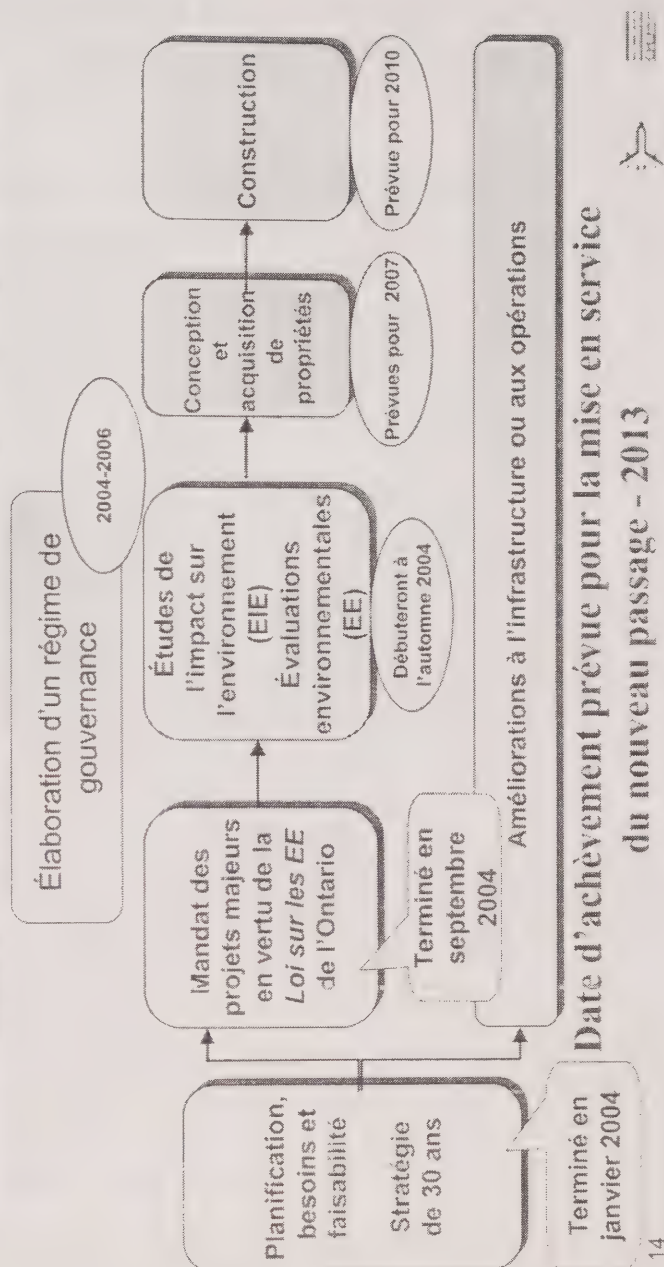 Élaboration d'un régime de
gouvernance
2004-2006
Planification,
besoins et
faisabilité
Stratégie
de 30 ans
Terminé en
janvier 2004
Mandat des
projets majeurs
en vertu de la
Loi sur les EE
de l'Ontario
Terminé en
septembre
2004
Études de
l'impact sur
l'environnement
(EIE)
Évaluations
environnementales
(EE)
Débuteront à
l'automne 2004
Conception
et
acquisition
de
propriétés
Prévues pour 2007
Construction
Prévue pour 2010
Améliorations à l'infrastructure ou aux opérations
Date d'achèvement prévue pour la mise en service
du nouveau passage - 2013
14